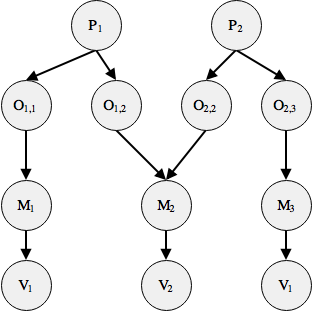 P₁ P₂
O₁,₁ O₁,₂ O₂,₂ O₂,₃
M₁ M₂ M₃
V₁ V₂ V₁